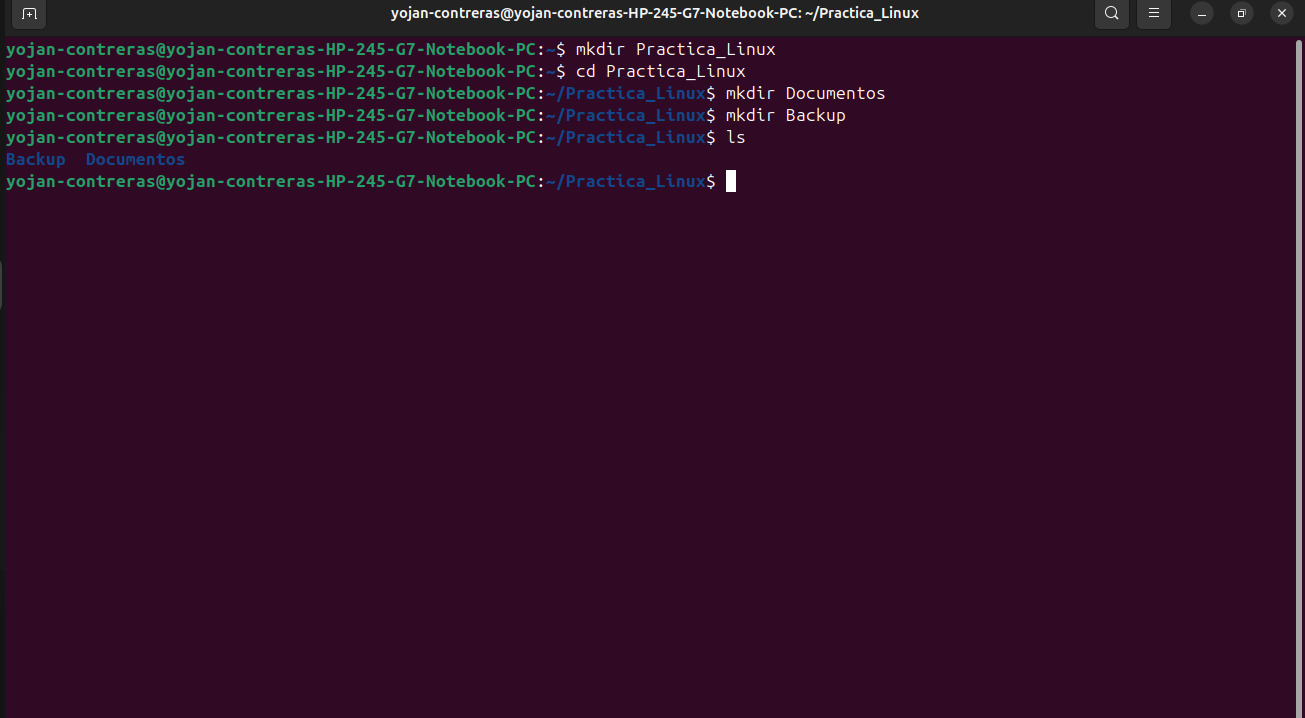 yojan-contreras@yojan-contreras-HP-245-G7-Notebook-PC: ~/Practica_Linux
yojan-contreras@yojan-contreras-HP-245-G7-Notebook-PC:~$ mkdir Practica_Linux
yojan-contreras@yojan-contreras-HP-245-G7-Notebook-PC:~$ cd Practica_Linux
yojan-contreras@yojan-contreras-HP-245-G7-Notebook-PC:~/Practica_Linux$ mkdir Documentos
yojan-contreras@yojan-contreras-HP-245-G7-Notebook-PC:~/Practica_Linux$ mkdir Backup
yojan-contreras@yojan-contreras-HP-245-G7-Notebook-PC:~/Practica_Linux$ ls
Backup  Documentos
yojan-contreras@yojan-contreras-HP-245-G7-Notebook-PC:~/Practica_Linux$